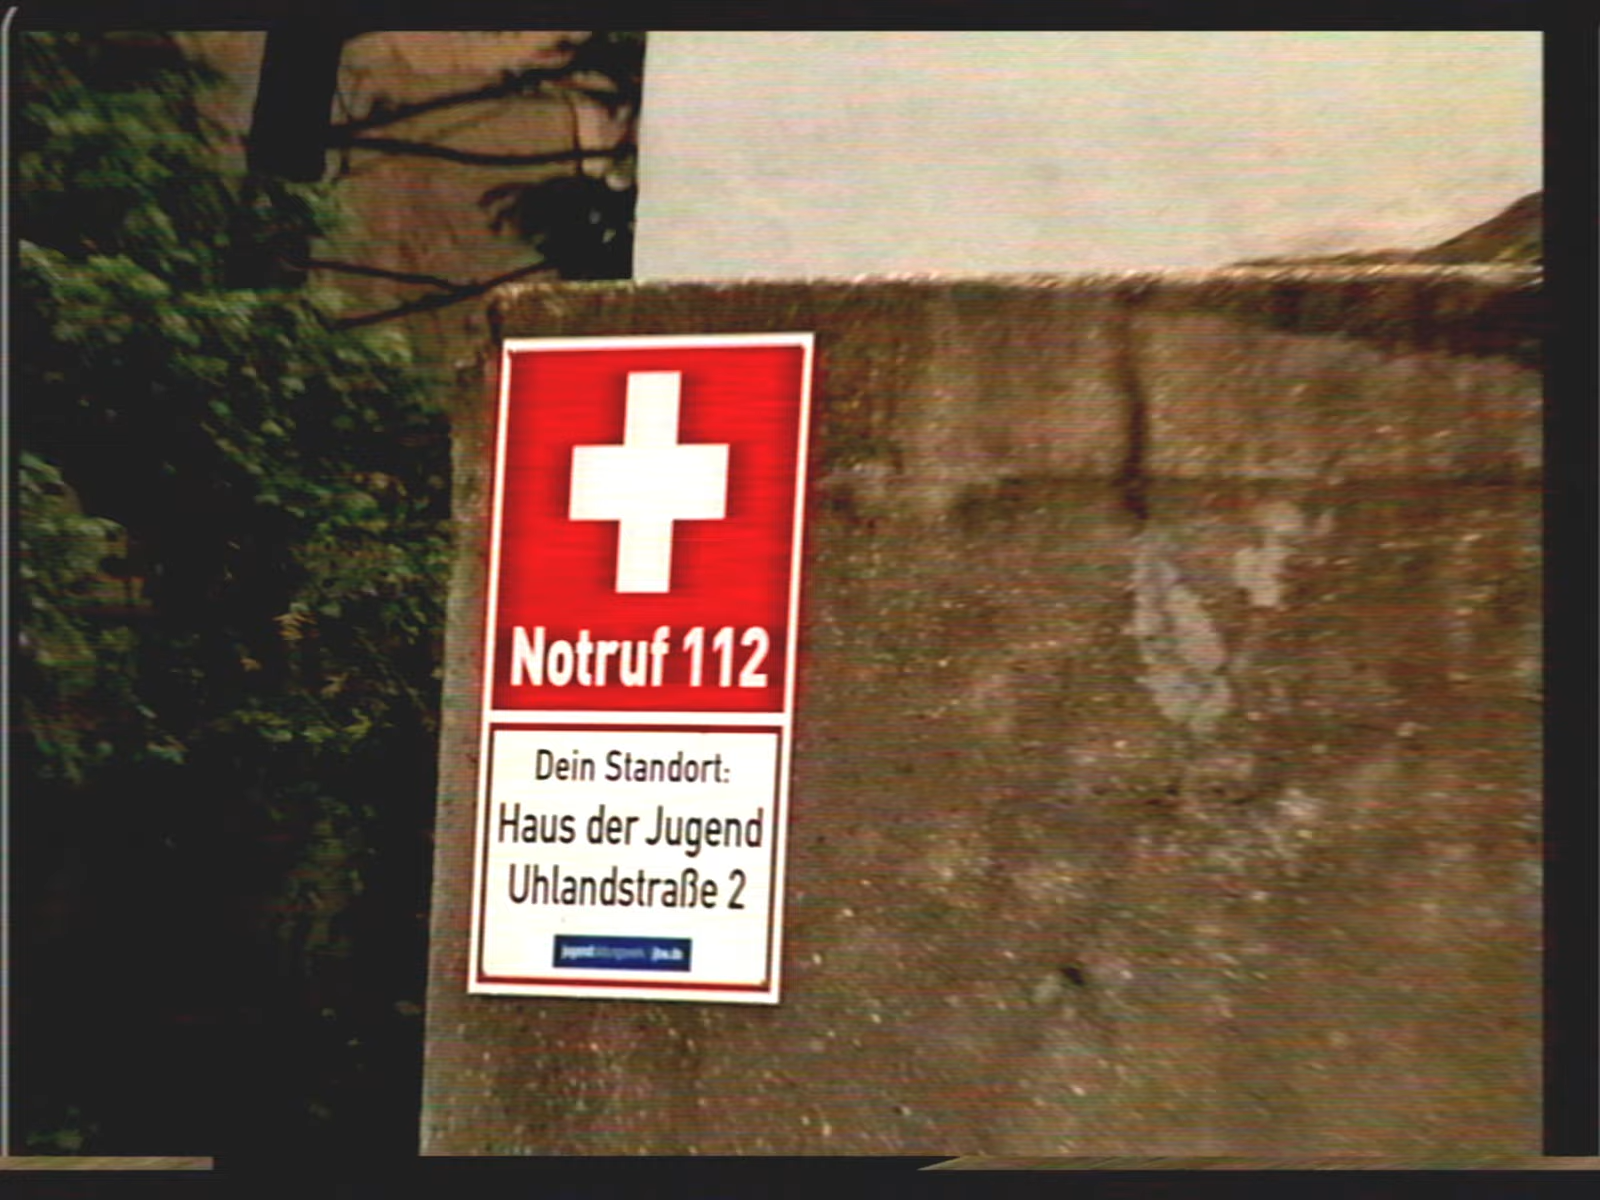 Notruf 112
Dein Standort:
Haus der Jugend
Uhlandstraße 2